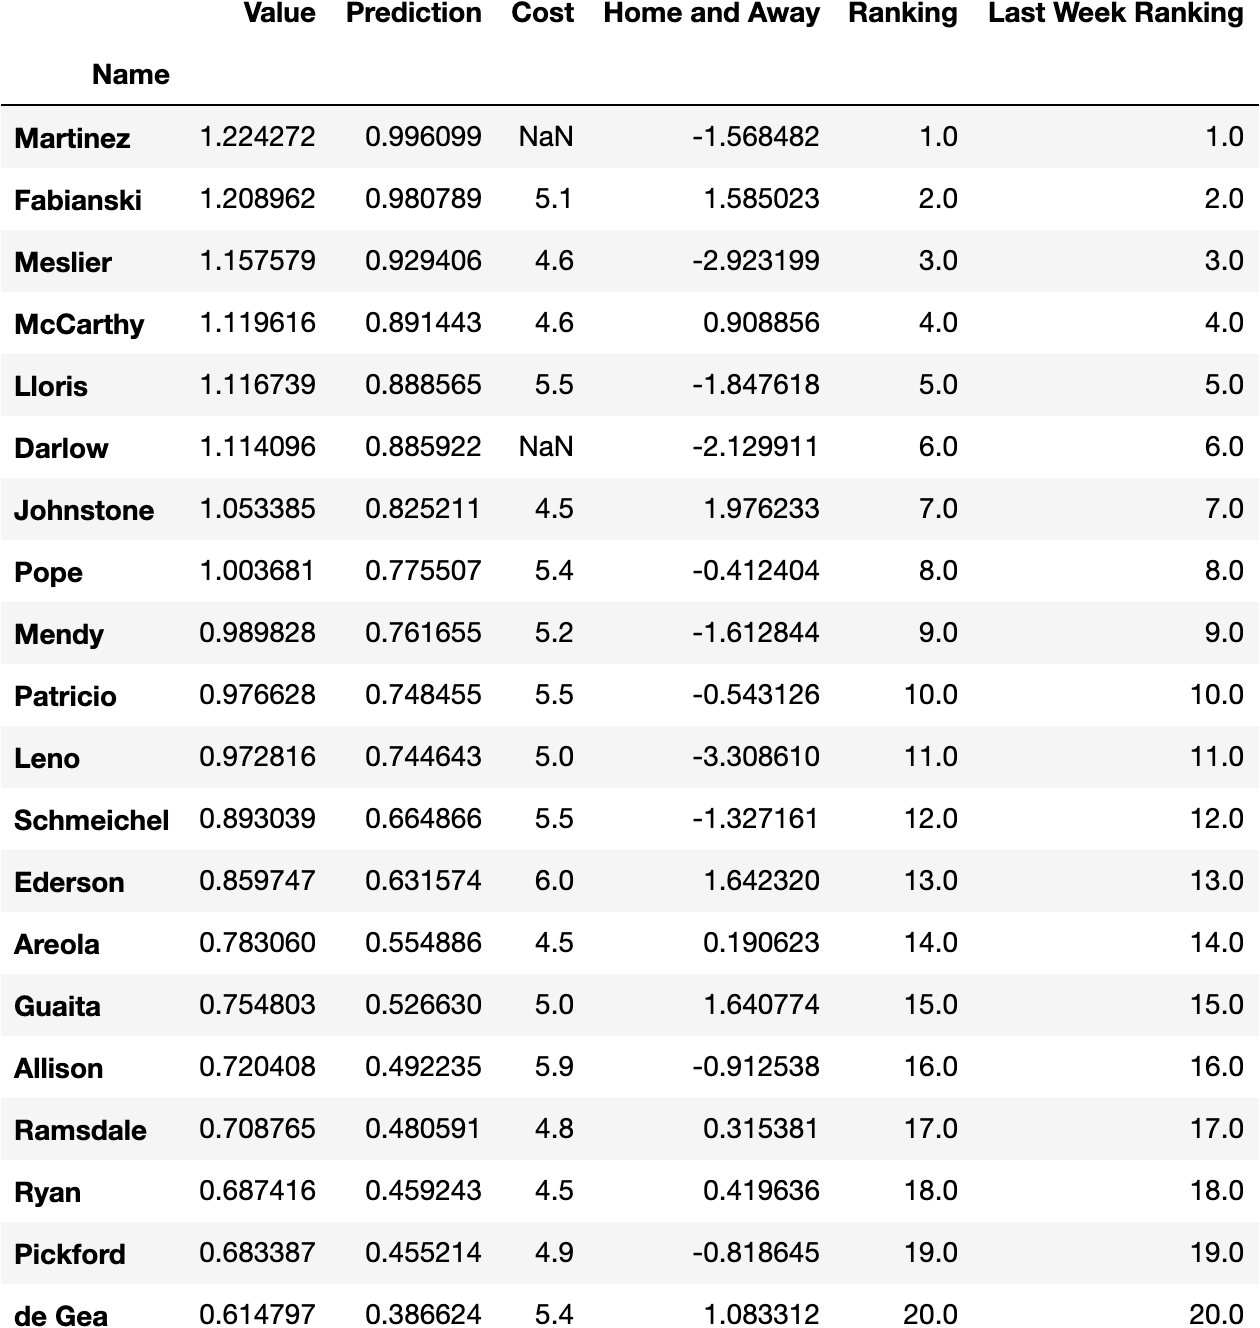 Value Prediction Cost Home and Away Ranking Last Week Ranking
Name
Martinez 1.224272 0.996099 NaN -1.568482 1.0 1.0
Fabianski 1.208962 0.980789 5.1 1.585023 2.0 2.0
Meslier 1.157579 0.929406 4.6 -2.923199 3.0 3.0
McCarthy 1.119616 0.891443 4.6 0.908856 4.0 4.0
Lloris 1.116739 0.888565 5.5 -1.847618 5.0 5.0
Darlow 1.114096 0.885922 NaN -2.129911 6.0 6.0
Johnstone 1.053385 0.825211 4.5 1.976233 7.0 7.0
Pope 1.003681 0.775507 5.4 -0.412404 8.0 8.0
Mendy 0.989828 0.761655 5.2 -1.612844 9.0 9.0
Patricio 0.976628 0.748455 5.5 -0.543126 10.0 10.0
Leno 0.972816 0.744643 5.0 -3.308610 11.0 11.0
Schmeichel 0.893039 0.664866 5.5 -1.327161 12.0 12.0
Ederson 0.859747 0.631574 6.0 1.642320 13.0 13.0
Areola 0.783060 0.554886 4.5 0.190623 14.0 14.0
Guaita 0.754803 0.526630 5.0 1.640774 15.0 15.0
Allison 0.720408 0.492235 5.9 -0.912538 16.0 16.0
Ramsdale 0.708765 0.480591 4.8 0.315381 17.0 17.0
Ryan 0.687416 0.459243 4.5 0.419636 18.0 18.0
Pickford 0.683387 0.455214 4.9 -0.818645 19.0 19.0
de Gea 0.614797 0.386624 5.4 1.083312 20.0 20.0